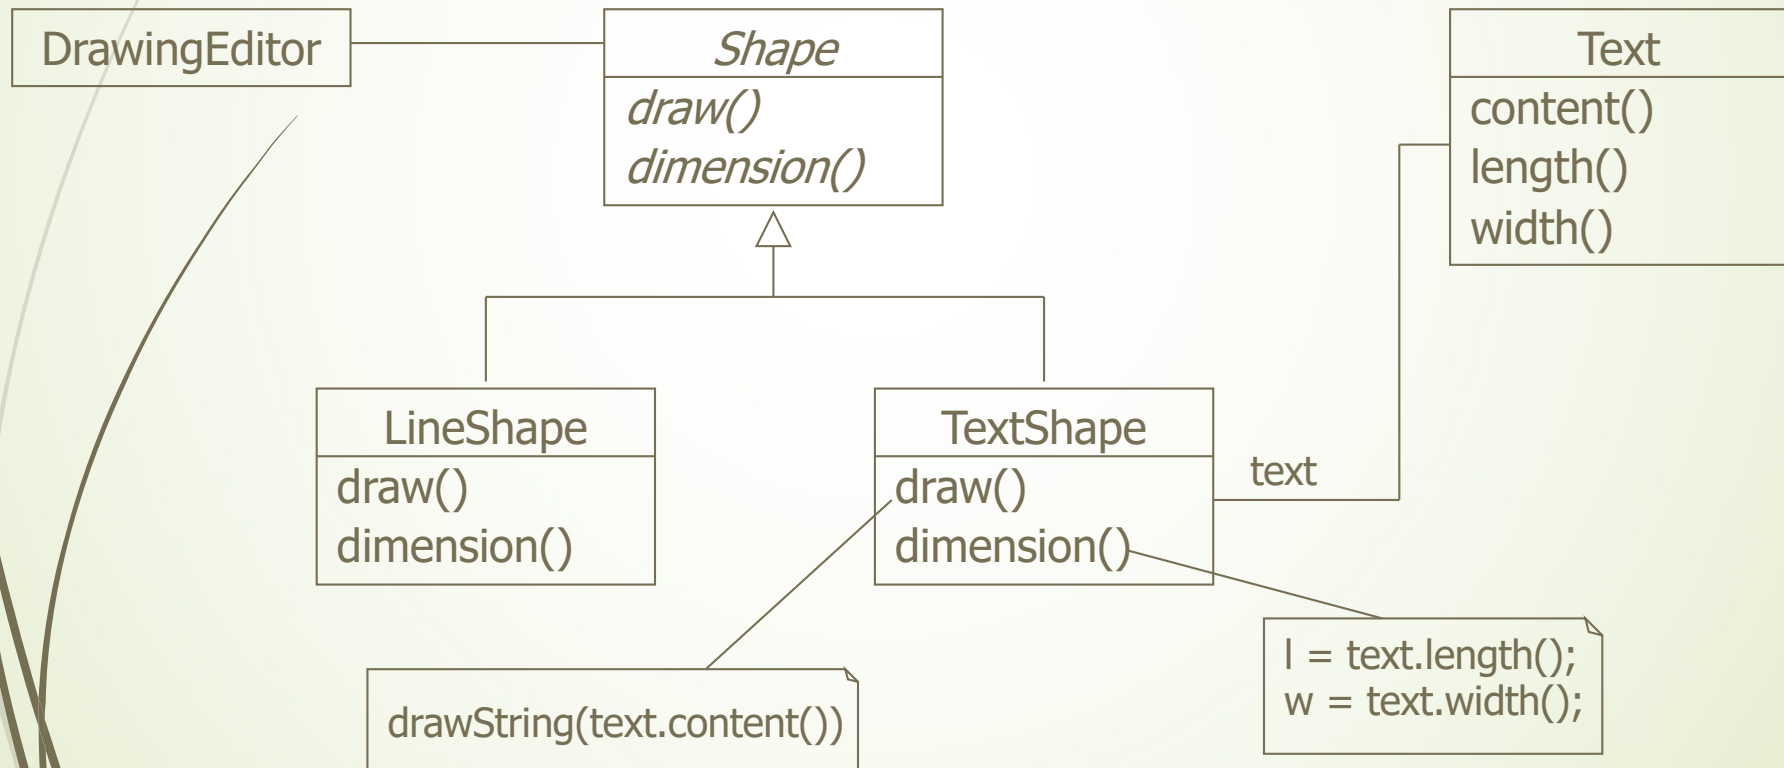 DrawingEditor
Shape
draw()
dimension()
Text
content()
length()
width()
LineShape
draw()
dimension()
TextShape
draw()
dimension()
text
l = text.length();
w = text.width();
drawString(text.content())